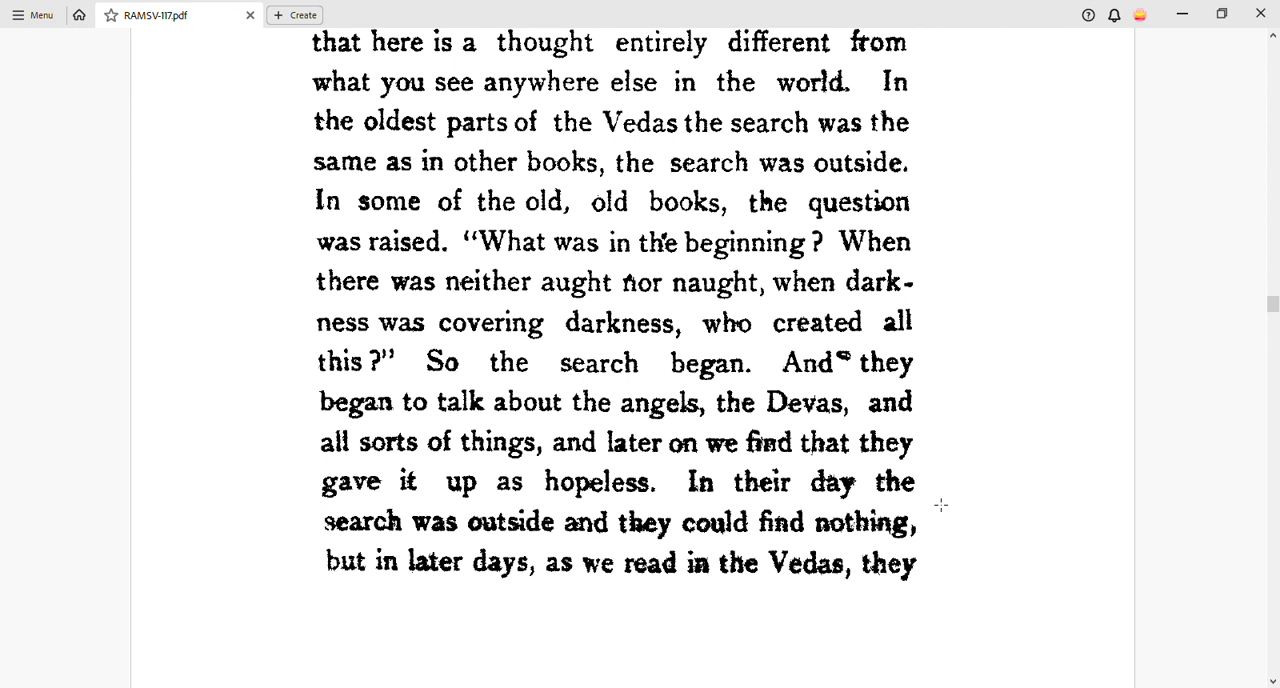 Menu
RAMSV-117.pdf
Create
that here is a thought entirely different from
what you see anywhere else in the world. In
the oldest parts of the Vedas the search was the
same as in other books, the search was outside.
In some of the old, old books, the question
was raised. "What was in the beginning? When
there was neither aught nor naught, when dark-
ness was covering darkness, who created all
this?" So the search began. And they
began to talk about the angels, the Devas, and
all sorts of things, and later on we find that they
gave it up as hopeless. In their day the
search was outside and they could find nothing,
but in later days, as we read in the Vedas, they